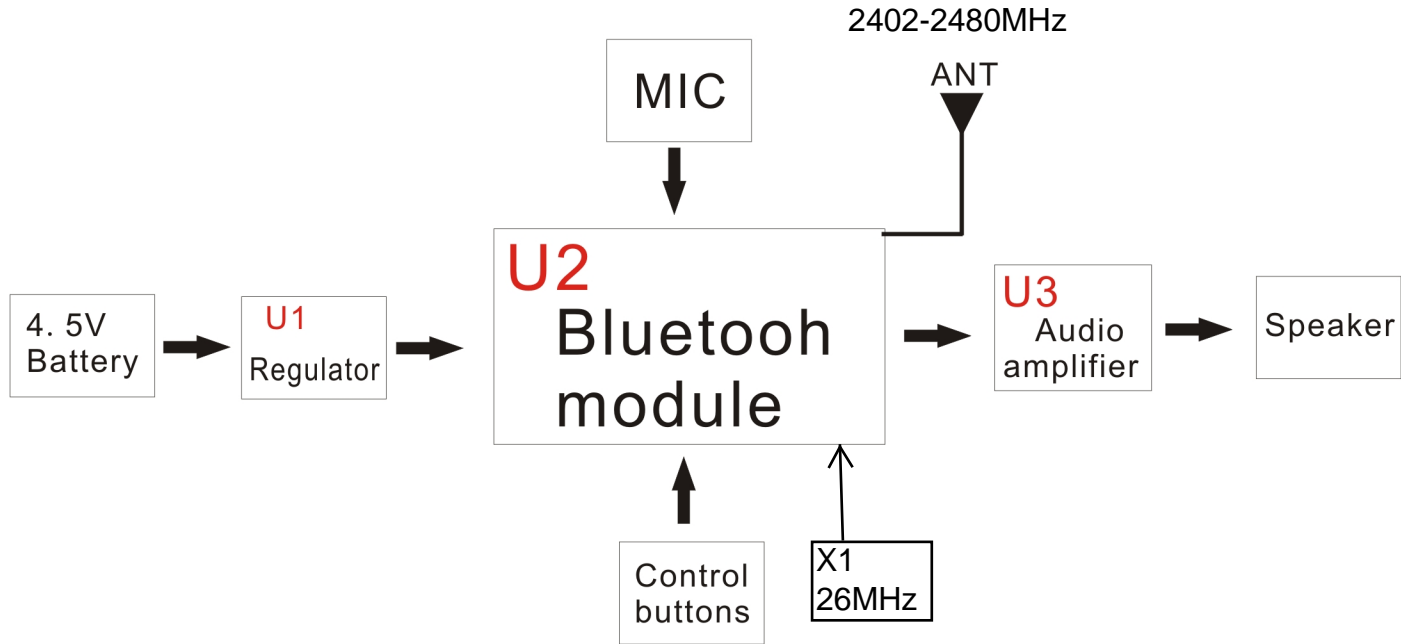 2402-2480MHz
ANT
MIC
U2
Bluetooh
module
4. 5V
Battery
U1
Regulator
U3
Audio
amplifier
Speaker
Control
buttons
X1
26MHz